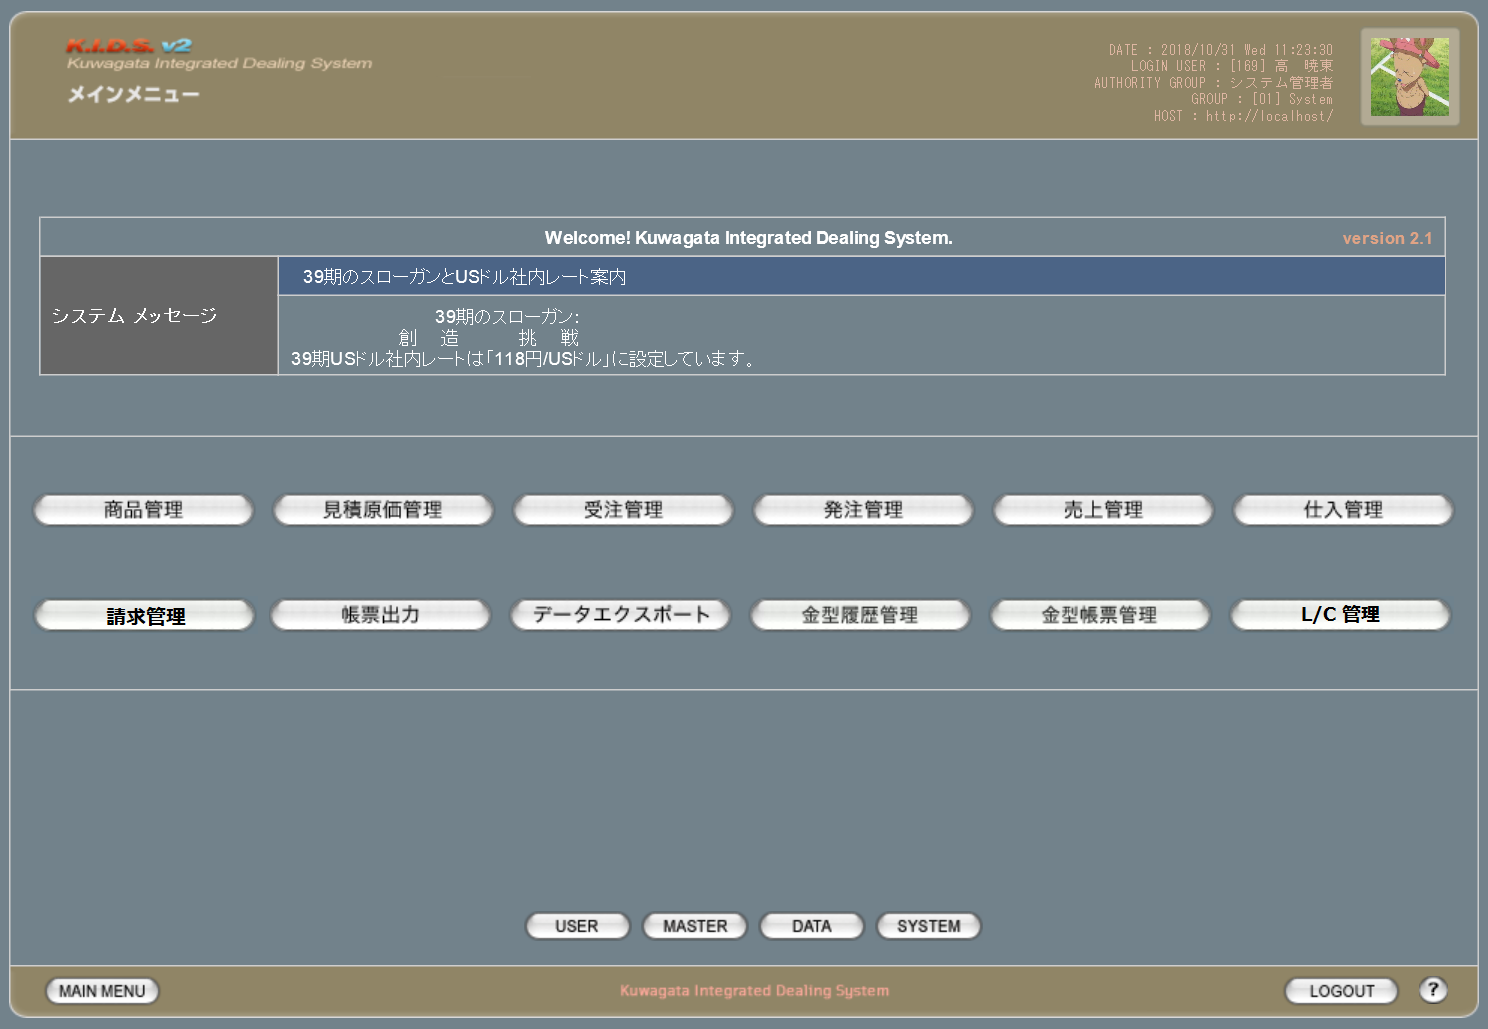 K.I.D.S. v2
Kuwagata Integrated Dealing System
メインメニュー
DATE : 2018/10/31 Wed 11:23:30
LOGIN USER : [169] 高　暁東
AUTHORITY GROUP : システム管理者
GROUP : [01] System
HOST : http://localhost/
Welcome! Kuwagata Integrated Dealing System.
version 2.1
39期のスローガンとUSドル社内レート案内
システム メッセージ
39期のスローガン:
創　造　　　挑　戦
39期USドル社内レートは「118円/USドル」に設定しています。
商品管理 見積原価管理 受注管理 発注管理 売上管理 仕入管理
請求管理 帳票出力 データエクスポート 金型履歴管理 金型帳票管理 L/C 管理
USER MASTER DATA SYSTEM
MAIN MENU Kuwagata Integrated Dealing System LOGOUT ?